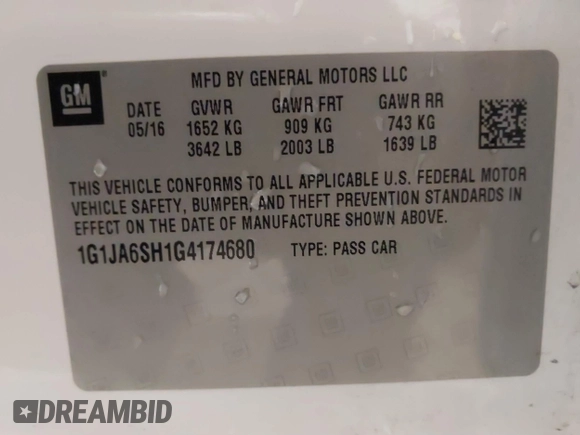 GM
®
MFD BY GENERAL MOTORS LLC
DATE GVWR GAWR FRT GAWR RR
05/16 1652 KG 909 KG 743 KG
3642 LB 2003 LB 1639 LB
THIS VEHICLE CONFORMS TO ALL APPLICABLE U.S. FEDERAL MOTOR
VEHICLE SAFETY, BUMPER, AND THEFT PREVENTION STANDARDS IN
EFFECT ON THE DATE OF MANUFACTURE SHOWN ABOVE.
1G1JA6SH1G4174680 TYPE: PASS CAR
DREAMBID